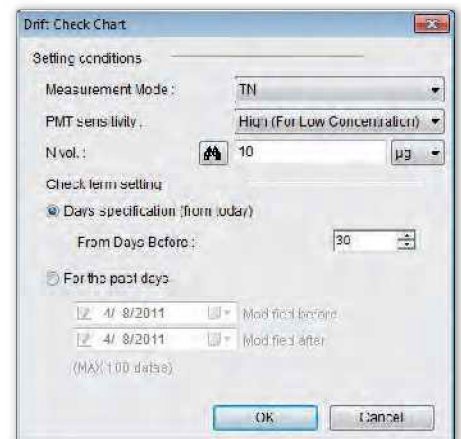 Drift Check Chart
Setting conditions
Measurement Mode : TN
PMT sensitivity : High (For Low Concentration)
N vol. : 10 µg
Check term setting
Days specification (from today)
From Days Before : 30
For the past days
4/ 8/2011 Modified before
4/ 8/2011 Modified after
(MAX 100 datas)
OK Cancel